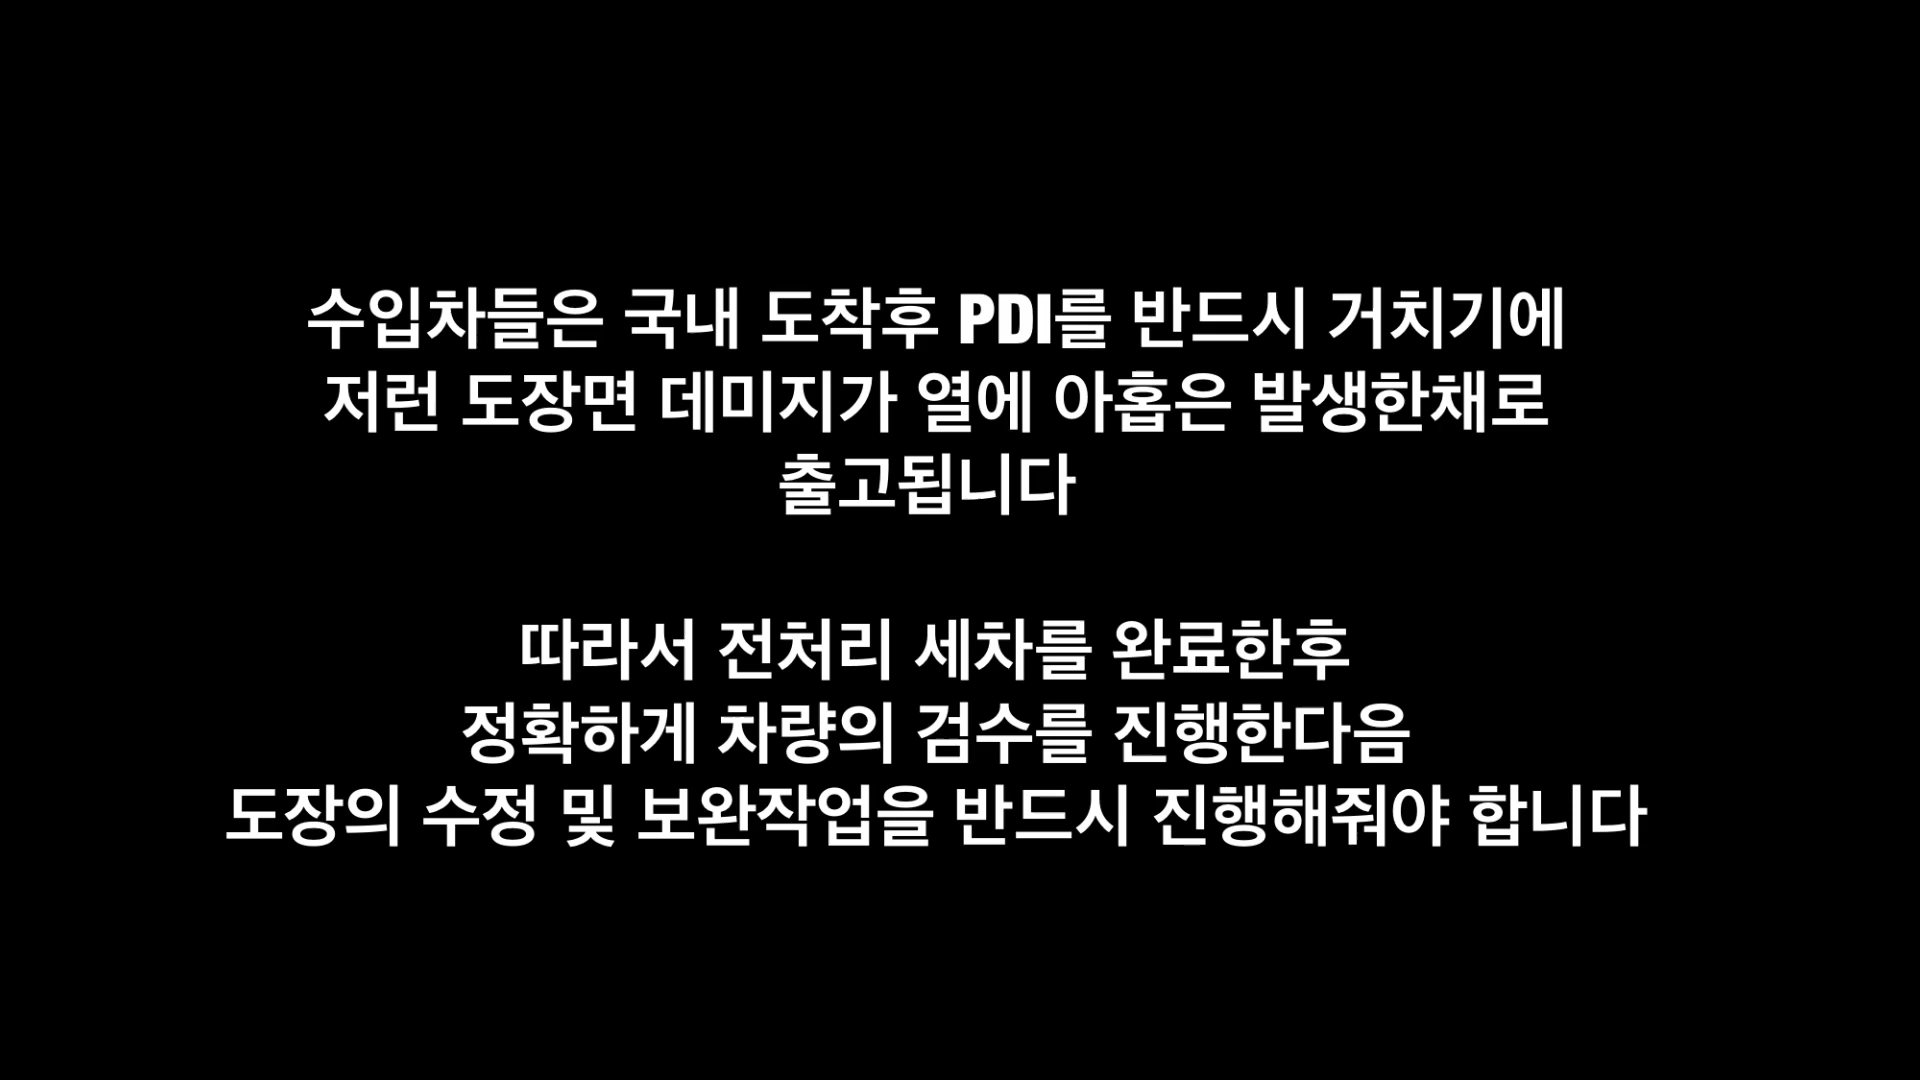 수입차들은 국내 도착후 PDI를 반드시 거치기에
저런 도장면 데미지가 열에 아홉은 발생한채로
출고됩니다
따라서 전처리 세차를 완료한후
정확하게 차량의 검수를 진행한다음
도장의 수정 및 보완작업을 반드시 진행해줘야 합니다